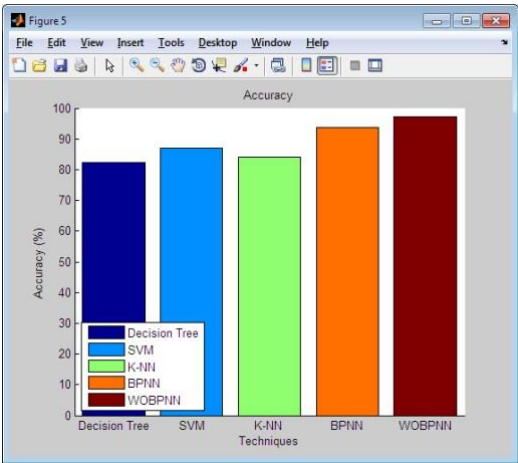 Figure 5
File Edit View Insert Tools Desktop Window Help
Accuracy
100
90
80
70
60
50
40
30
20
10
0
Accuracy (%)
Decision Tree
SVM
K-NN
BPNN
WOBPNN
Decision Tree SVM K-NN BPNN WOBPNN
Techniques